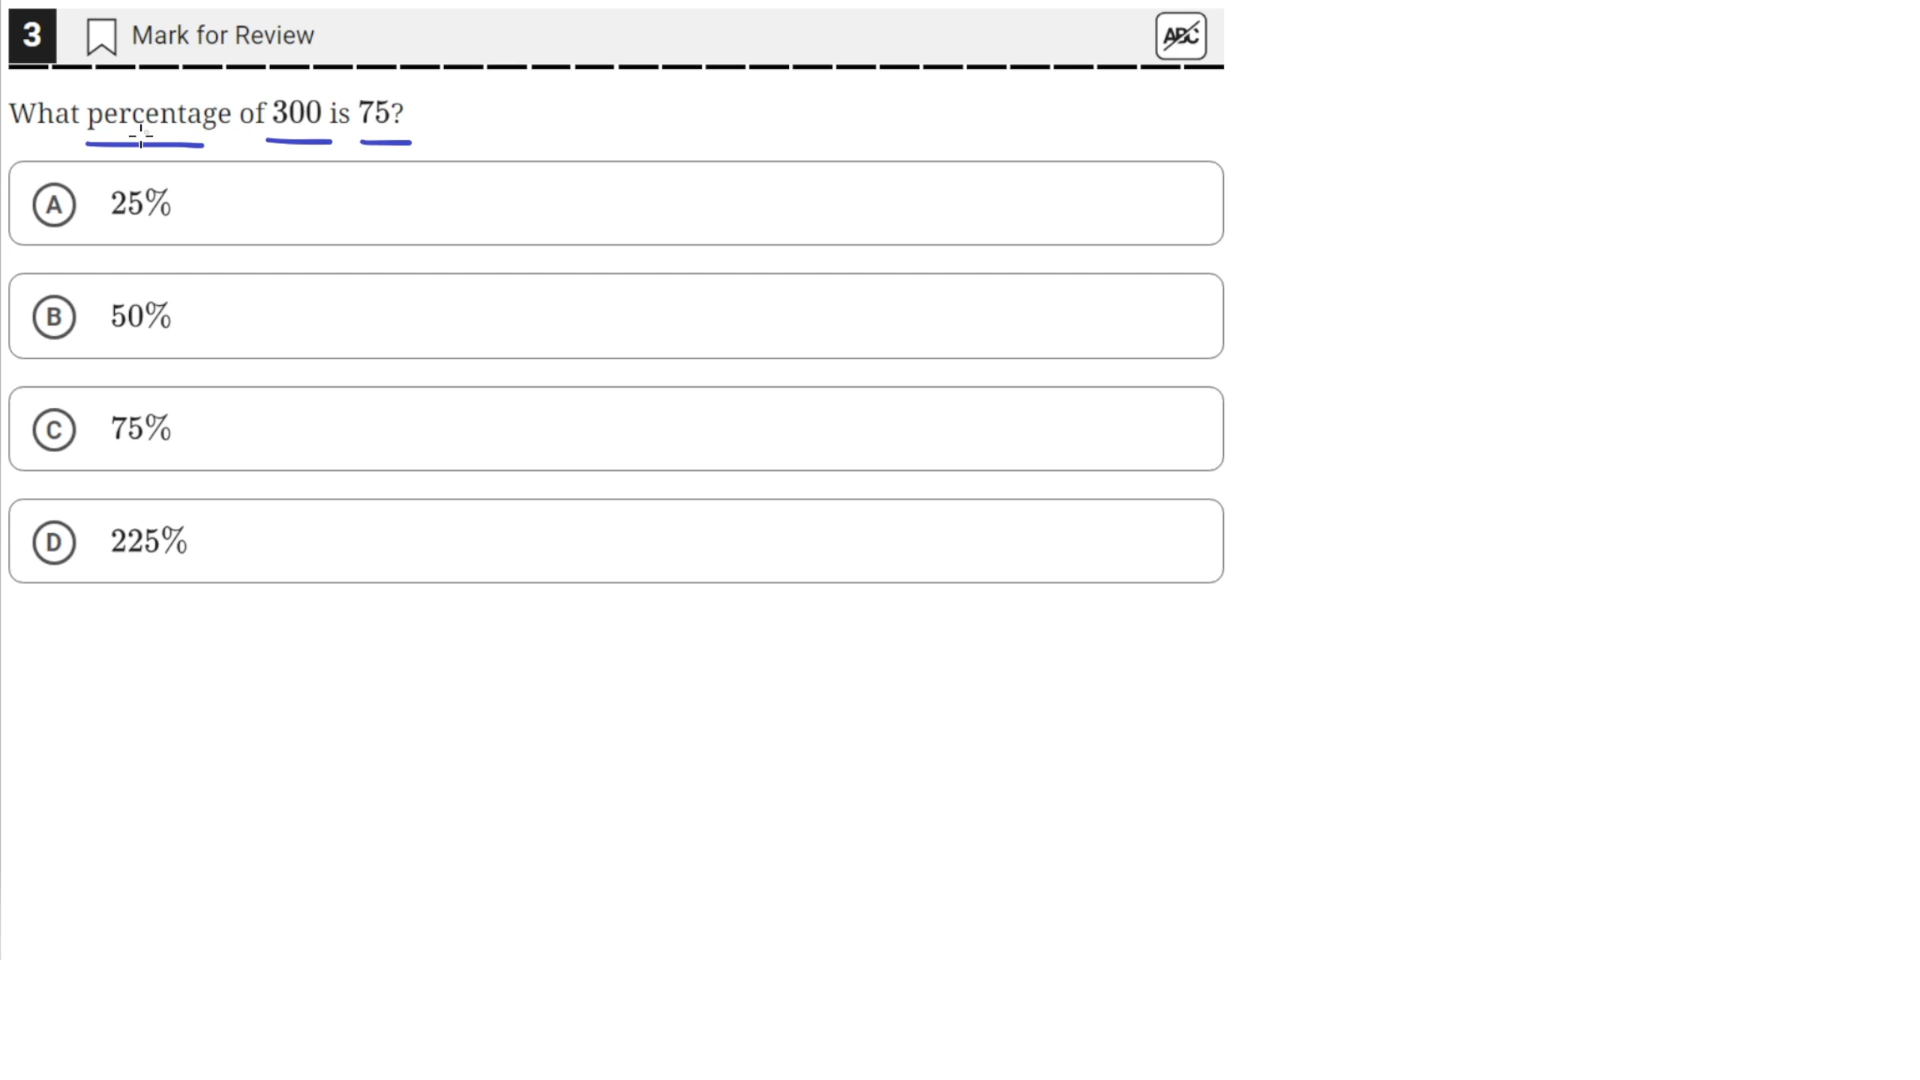 3 Mark for Review ABC
What percentage of 300 is 75?
A 25%
B 50%
C 75%
D 225%